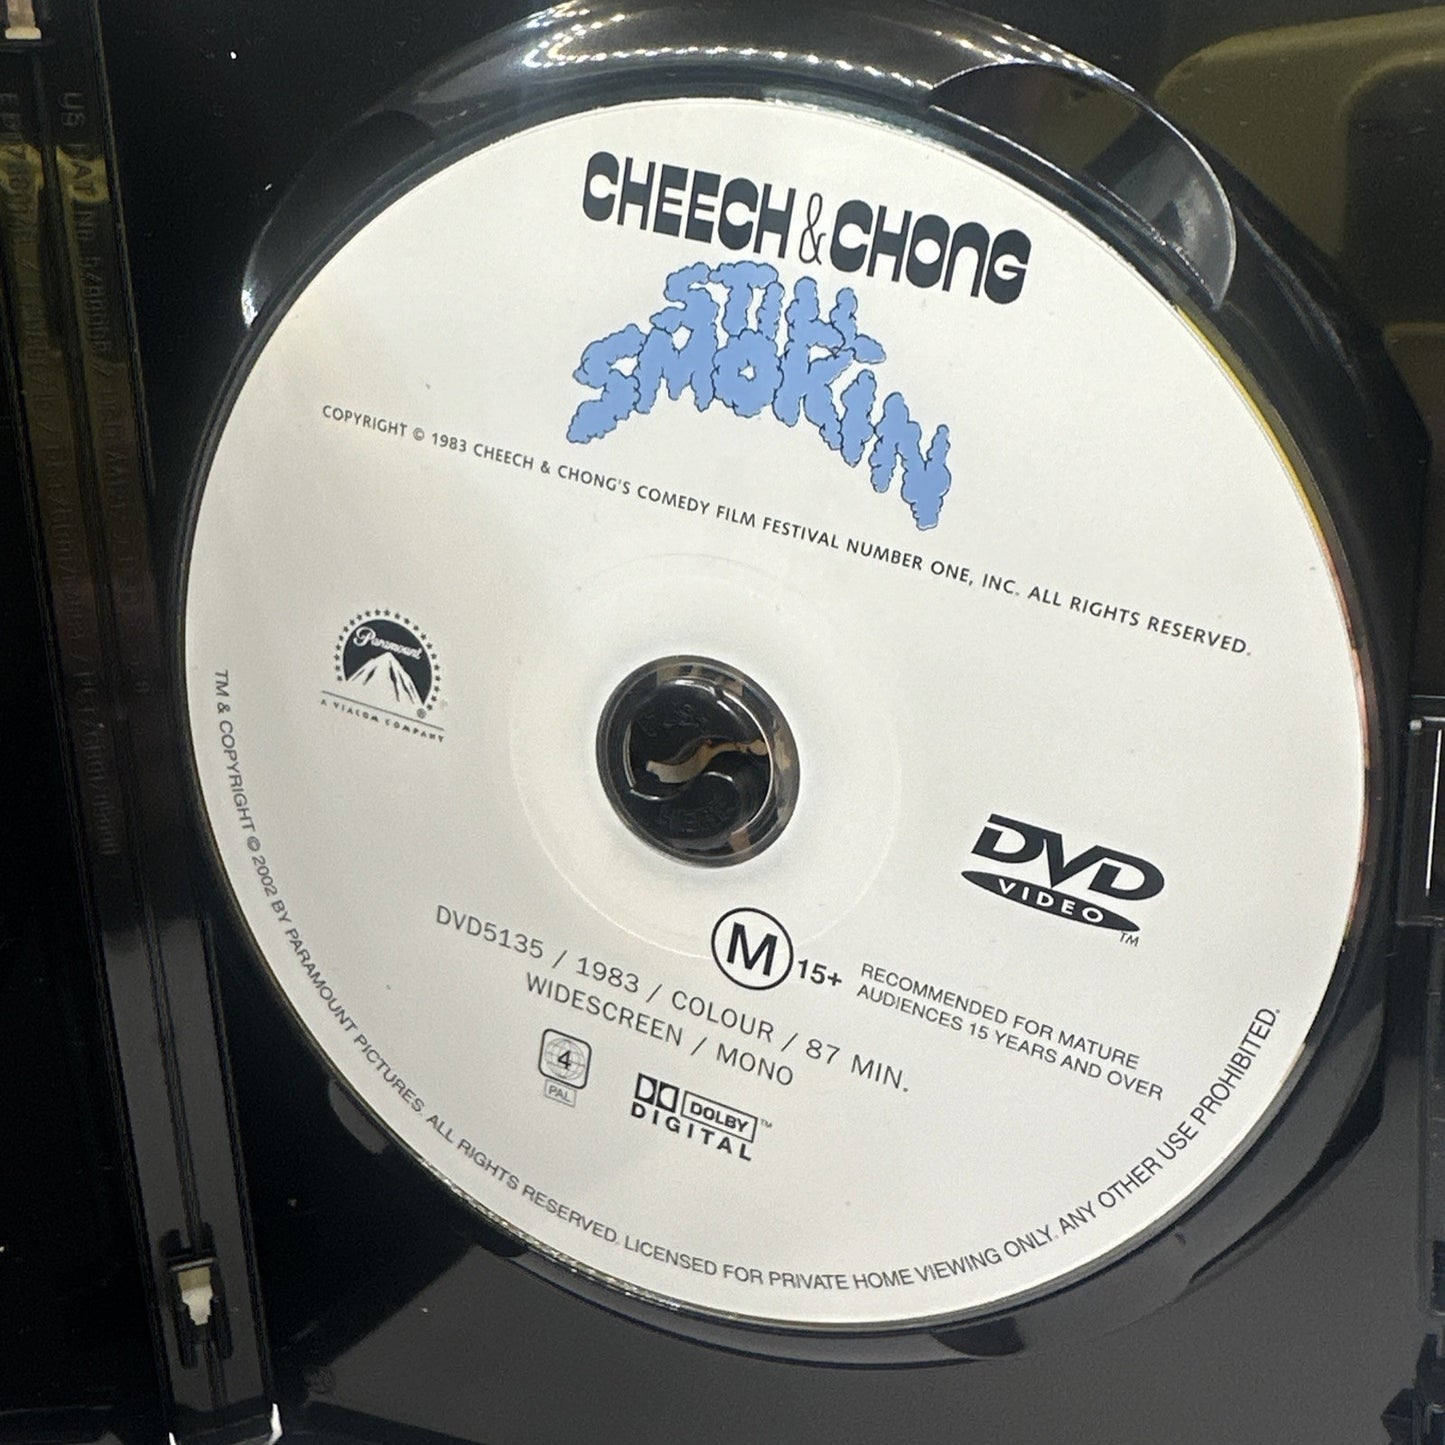 CHEECH & CHONG
STILL
SMOKIN
COPYRIGHT © 1983 CHEECH & CHONG'S COMEDY FILM FESTIVAL NUMBER ONE, INC. ALL RIGHTS RESERVED.
Paramount
A VIACOM COMPANY
DVD
VIDEO
TM
M 15+
RECOMMENDED FOR MATURE
AUDIENCES 15 YEARS AND OVER
DVD5135 / 1983 / COLOUR / 87 MIN.
WIDESCREEN / MONO
4
PAL
DOLBY
DIGITAL
TM & COPYRIGHT © 2002 BY PARAMOUNT PICTURES. ALL RIGHTS RESERVED. LICENSED FOR PRIVATE HOME VIEWING ONLY. ANY OTHER USE PROHIBITED.